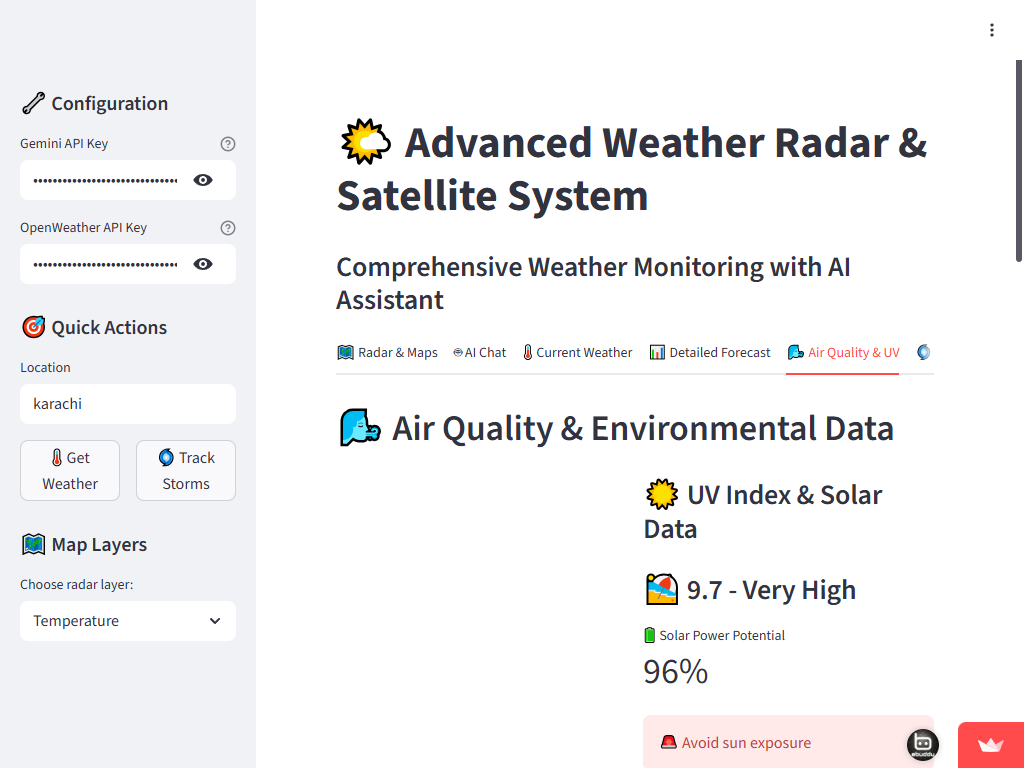 Configuration
Gemini API Key
••••••••••••••••••••••••••••••
OpenWeather API Key
••••••••••••••••••••••••••••••
Quick Actions
Location
karachi
Get
Weather
Track
Storms
Map Layers
Choose radar layer:
Temperature
Advanced Weather Radar &
Satellite System
Comprehensive Weather Monitoring with AI
Assistant
Radar & Maps
AI Chat
Current Weather
Detailed Forecast
Air Quality & UV
Air Quality & Environmental Data
UV Index & Solar
Data
9.7 - Very High
Solar Power Potential
96%
Avoid sun exposure